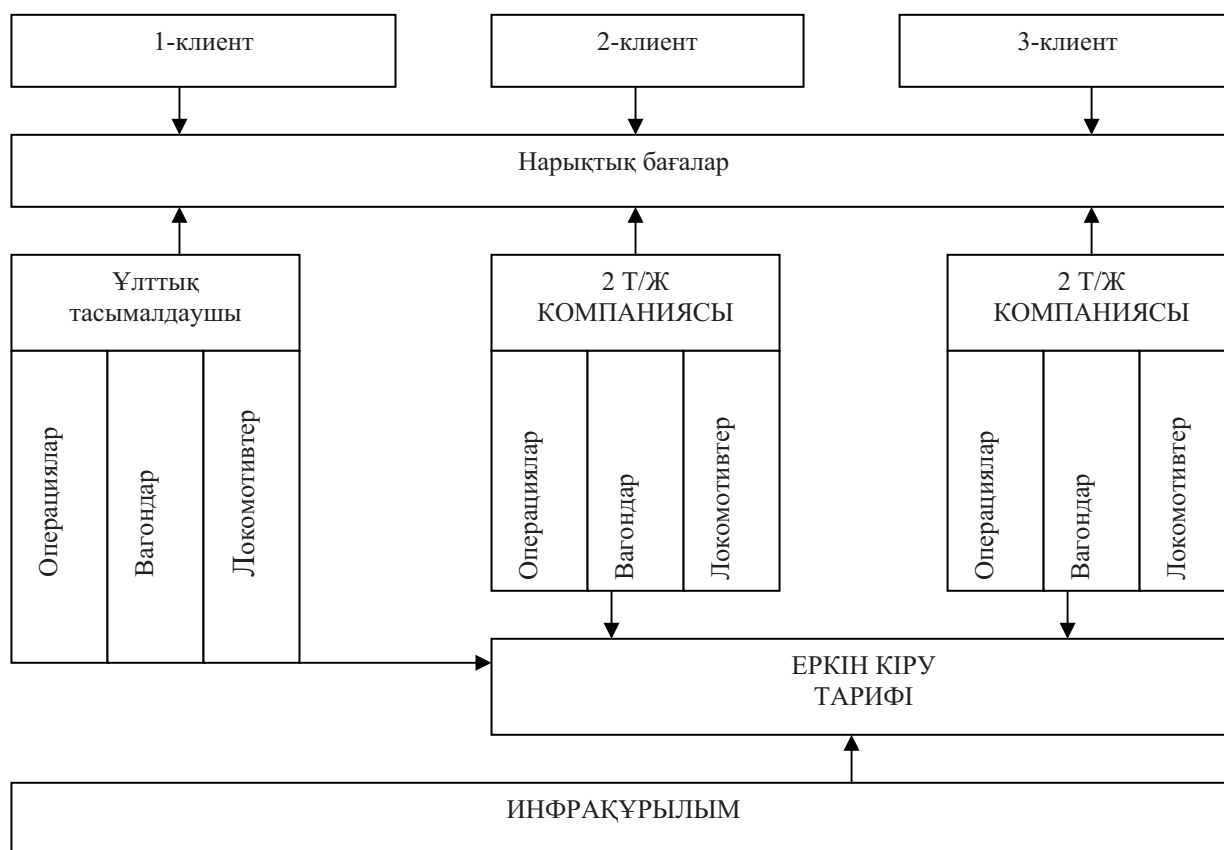 1-клиент
2-клиент
3-клиент
Нарықтық бағалар
Ұлттық
тасымалдаушы
2 Т/Ж
КОМПАНИЯСЫ
2 Т/Ж
КОМПАНИЯСЫ
Операциялар
Вагондар
Локомотивтер
Операциялар
Вагондар
Локомотивтер
Операциялар
Вагондар
Локомотивтер
ЕРКІН КІРУ
ТАРИФІ
ИНФРАҚҰРЫЛЫМ